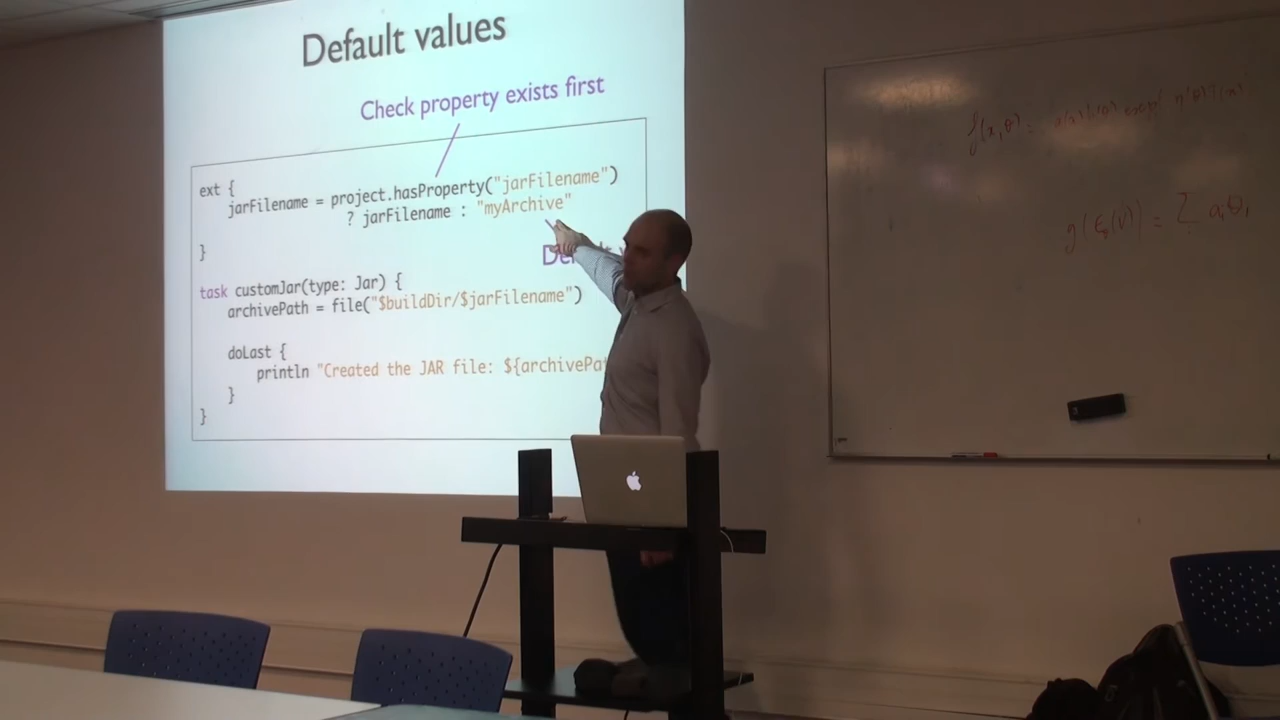 Default values
Check property exists first
ext {
jarFilename = project.hasProperty("jarFilename")
? jarFilename : "myArchive"
}
task customJar(type: Jar) {
archivePath = file("$buildDir/$jarFilename")
doLast {
println "Created the JAR file: ${archivePa
}
}
f(x,θ) =